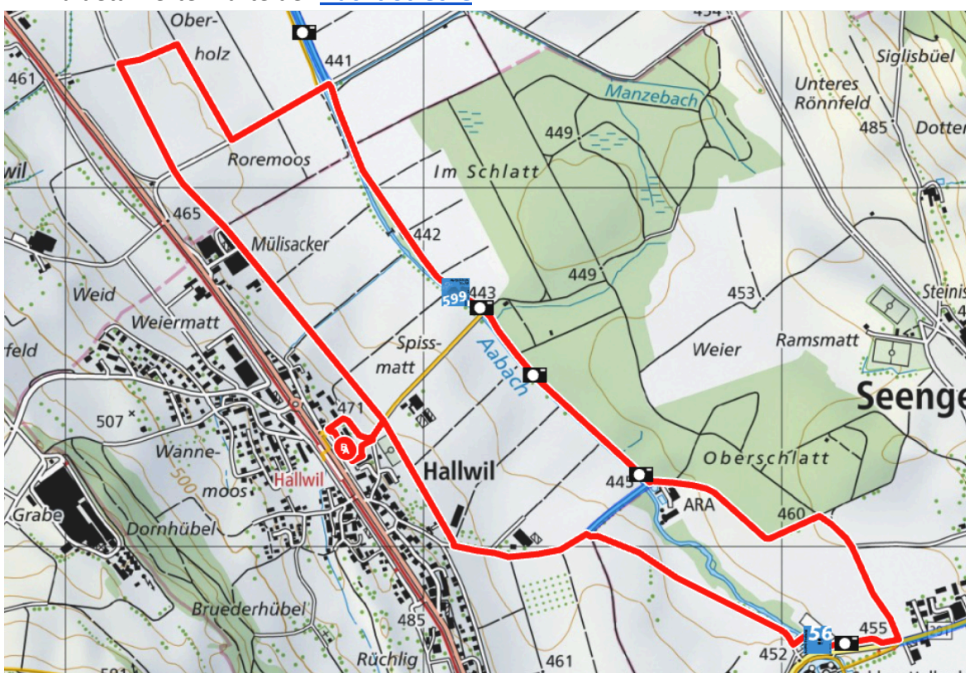 Ober-
holz
461
441
454
Siglisbüel
Unteres
Rönnfeld
Manzebach
485
Dotter
449
Im Schlatt
Roremoos
wil
465
442
Mülisacker
599
443
449
453
Steinis
Weid
Weiermatt
Spiss-
matt
Aabach
Weier
Ramsmatt
feld
Seenge
507
471
Wanne-
moos
500
Hallwil
Hallwil
Oberschlatt
445
ARA
460
Grabe
Dornhübel
Bruederhübel
485
56
455
452
Rüchlig
461